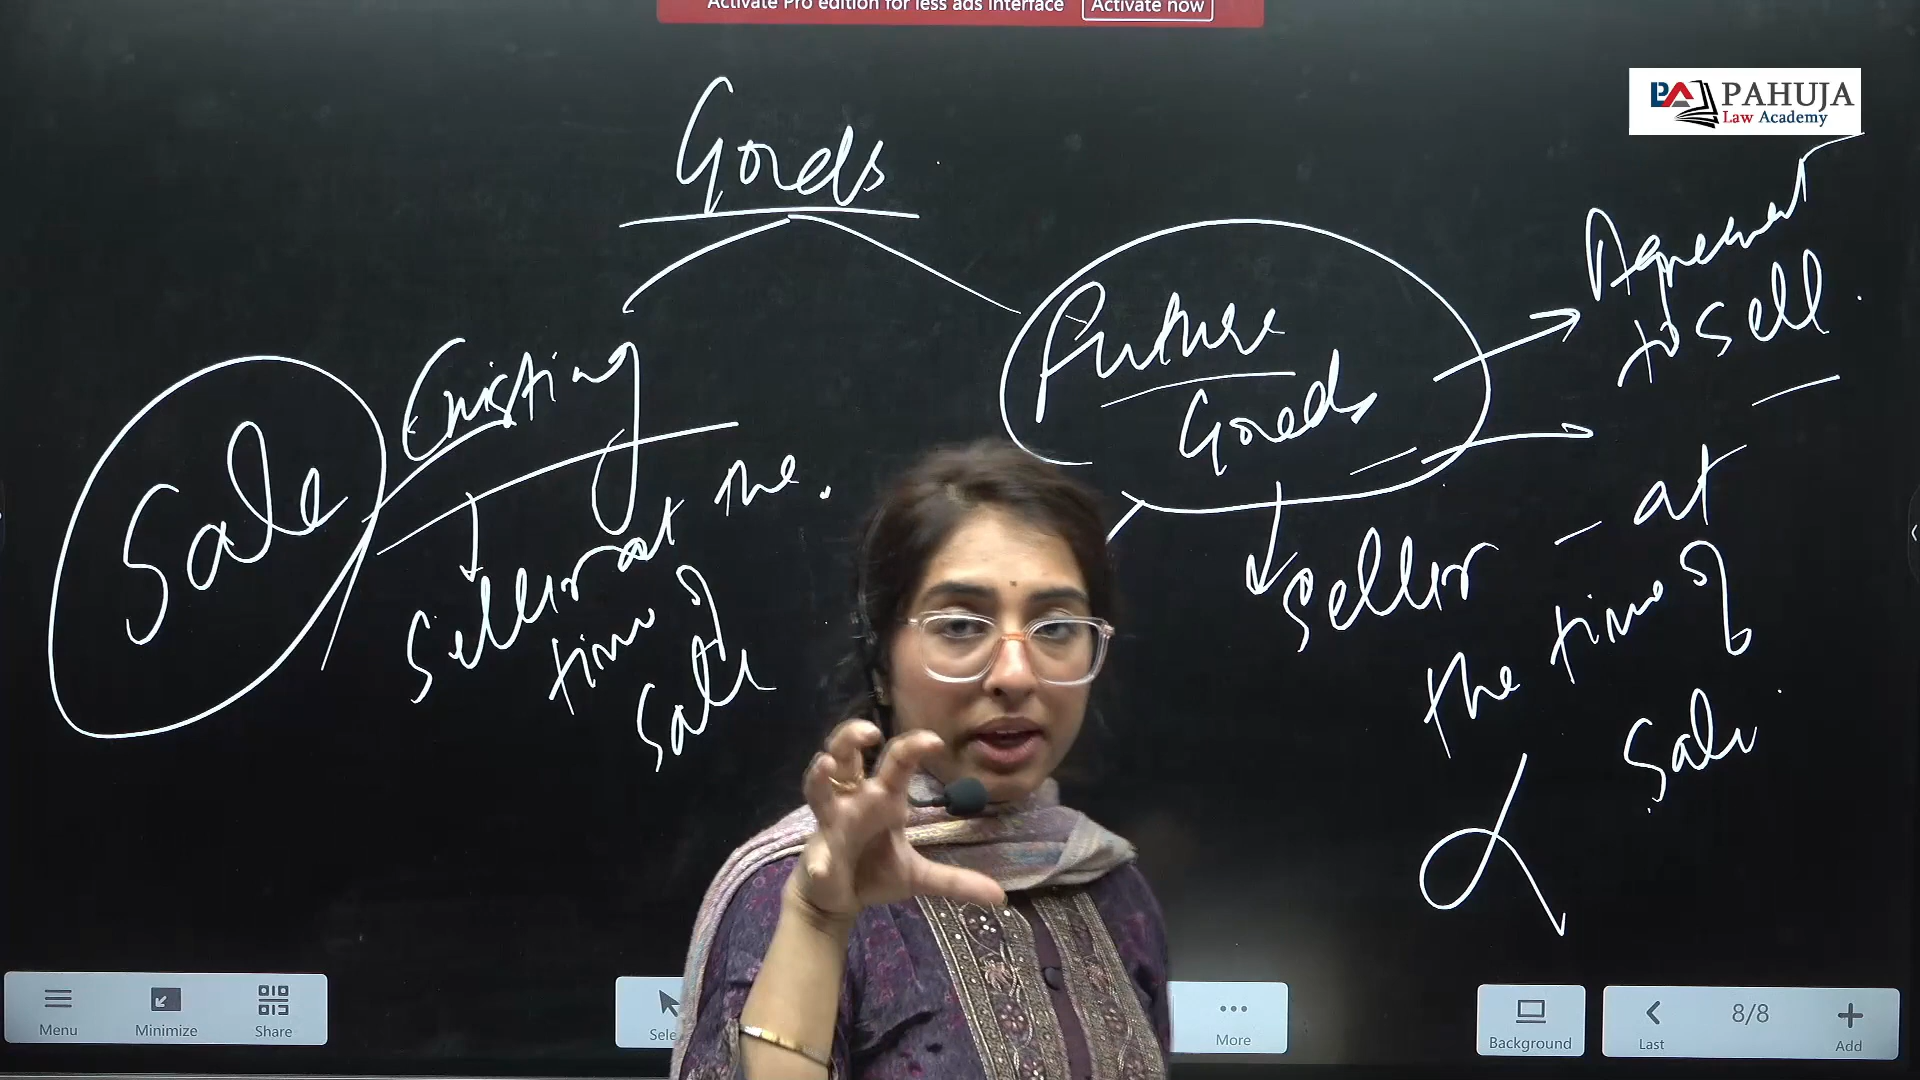 Activate Pro edition for less ads interface Activate now
PAHUJA
Law Academy
Goods
Existing
Sale
Seller at the
time of
Sale
Future
Goods
Agreement
to Sell.
Seller - at
the time of
Sale
Menu
Minimize
Share
Sele
More
Background
Last
8/8
Add